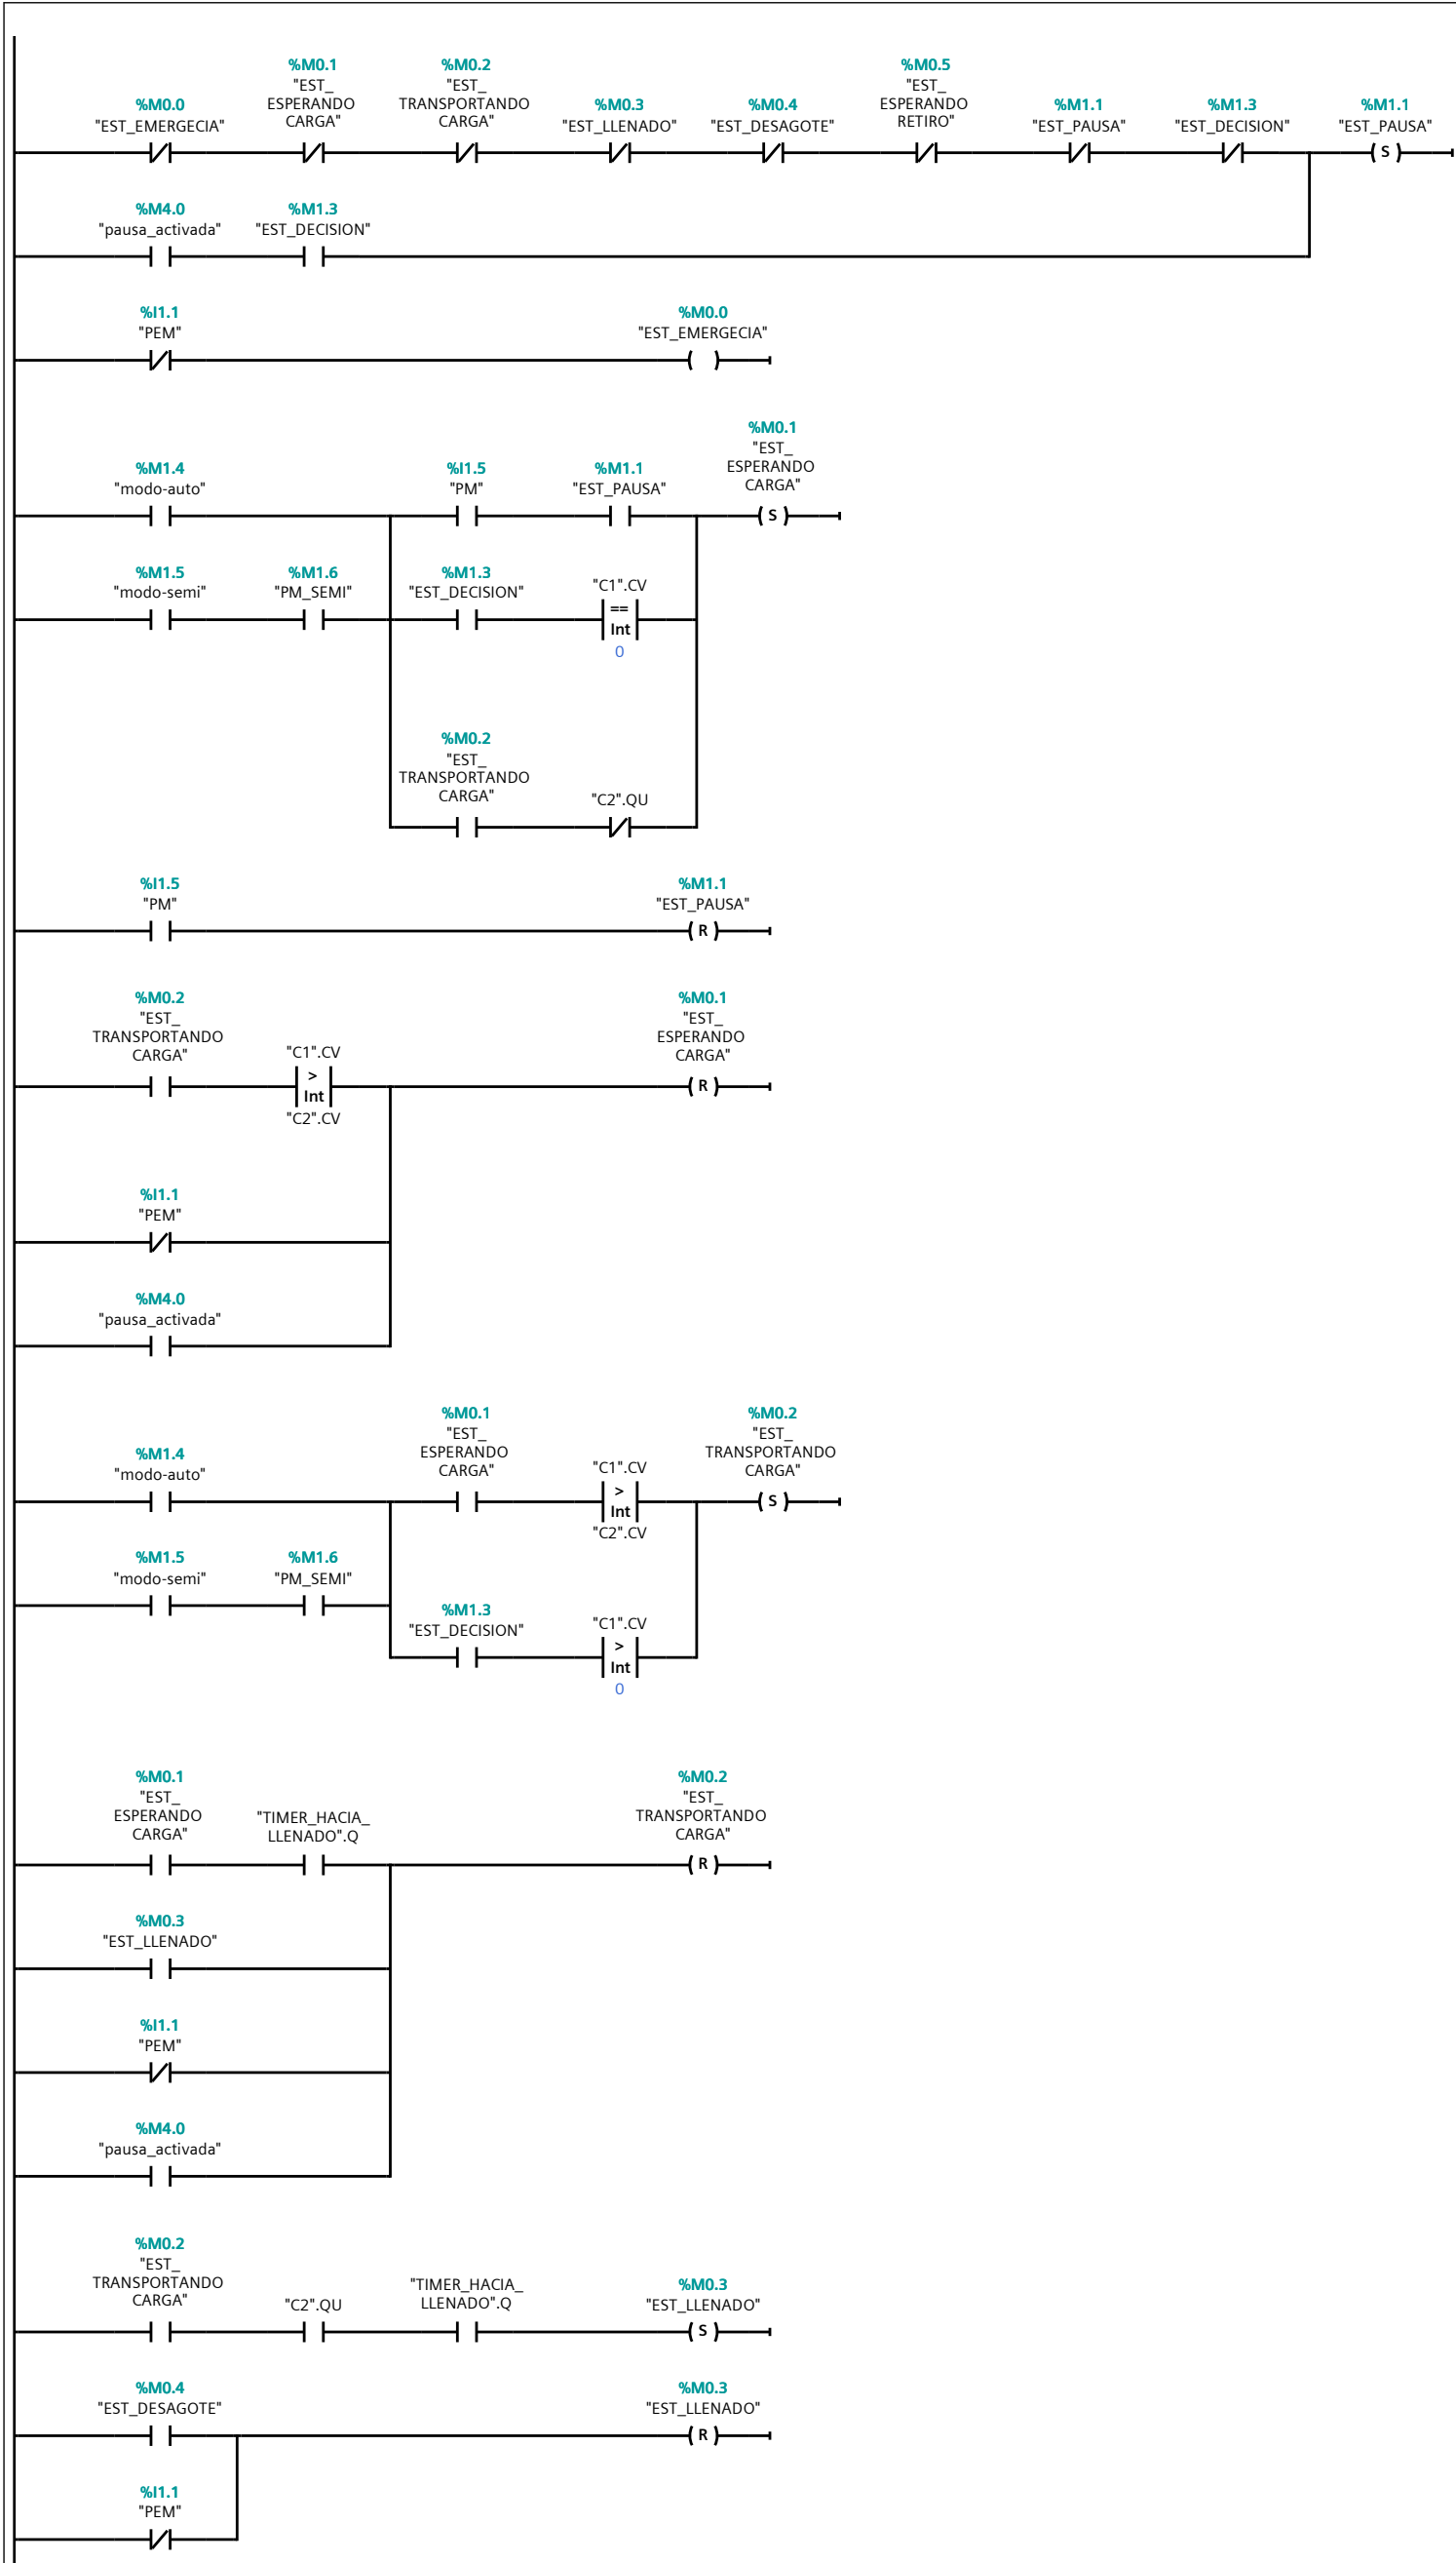 %M0.1 %M0.2 %M0.5
"EST_ "EST_ "EST_
%M0.0 ESPERANDO TRANSPORTANDO %M0.3 %M0.4 ESPERANDO %M1.1 %M1.3 %M1.1
"EST_EMERGECIA" CARGA" CARGA" "EST_LLENADO" "EST_DESAGOTE" RETIRO" "EST_PAUSA" "EST_DECISION" "EST_PAUSA"
S
%M4.0 %M1.3
"pausa_activada" "EST_DECISION"
%I1.1 %M0.0
"PEM" "EST_EMERGECIA"
%M0.1
"EST_
%M1.4 %I1.5 %M1.1 ESPERANDO
"modo-auto" "PM" "EST_PAUSA" CARGA"
S
%M1.5 %M1.6 %M1.3 "C1".CV
"modo-semi" "PM_SEMI" "EST_DECISION"
==
Int
0
%M0.2
"EST_
TRANSPORTANDO
CARGA" "C2".QU
%I1.5 %M1.1
"PM" "EST_PAUSA"
R
%M0.2 %M0.1
"EST_ "EST_
TRANSPORTANDO ESPERANDO
CARGA" "C1".CV CARGA"
> R
Int
"C2".CV
%I1.1
"PEM"
%M4.0
"pausa_activada"
%M0.1 %M0.2
"EST_ "EST_
%M1.4 ESPERANDO TRANSPORTANDO
"modo-auto" CARGA" "C1".CV CARGA"
> S
Int
"C2".CV
%M1.5 %M1.6
"modo-semi" "PM_SEMI"
%M1.3 "C1".CV
"EST_DECISION"
>
Int
0
%M0.1 %M0.2
"EST_ "EST_
ESPERANDO "TIMER_HACIA_ TRANSPORTANDO
CARGA" LLENADO".Q CARGA"
R
%M0.3
"EST_LLENADO"
%I1.1
"PEM"
%M4.0
"pausa_activada"
%M0.2
"EST_
TRANSPORTANDO "TIMER_HACIA_ %M0.3
CARGA" "C2".QU LLENADO".Q "EST_LLENADO"
S
%M0.4 %M0.3
"EST_DESAGOTE" "EST_LLENADO"
R
%I1.1
"PEM"